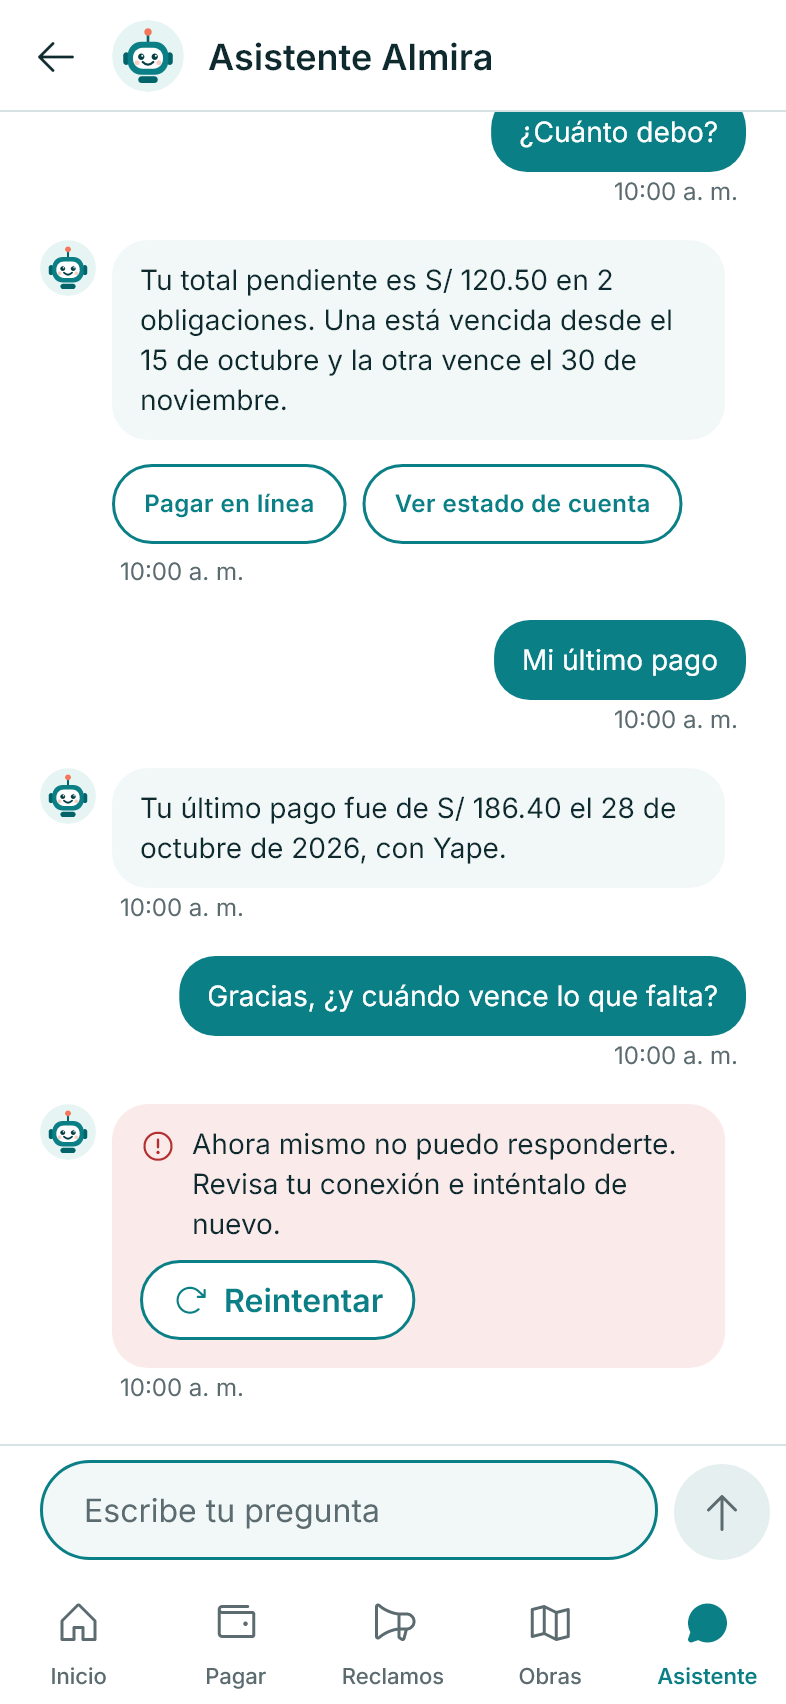 Asistente Almira
¿Cuánto debo?
10:00 a. m.
Tu total pendiente es S/ 120.50 en 2
obligaciones. Una está vencida desde el
15 de octubre y la otra vence el 30 de
noviembre.
Pagar en línea
Ver estado de cuenta
10:00 a. m.
Mi último pago
10:00 a. m.
Tu último pago fue de S/ 186.40 el 28 de
octubre de 2026, con Yape.
10:00 a. m.
Gracias, ¿y cuándo vence lo que falta?
10:00 a. m.
Ahora mismo no puedo responderte.
Revisa tu conexión e inténtalo de
nuevo.
Reintentar
10:00 a. m.
Escribe tu pregunta
Inicio
Pagar
Reclamos
Obras
Asistente